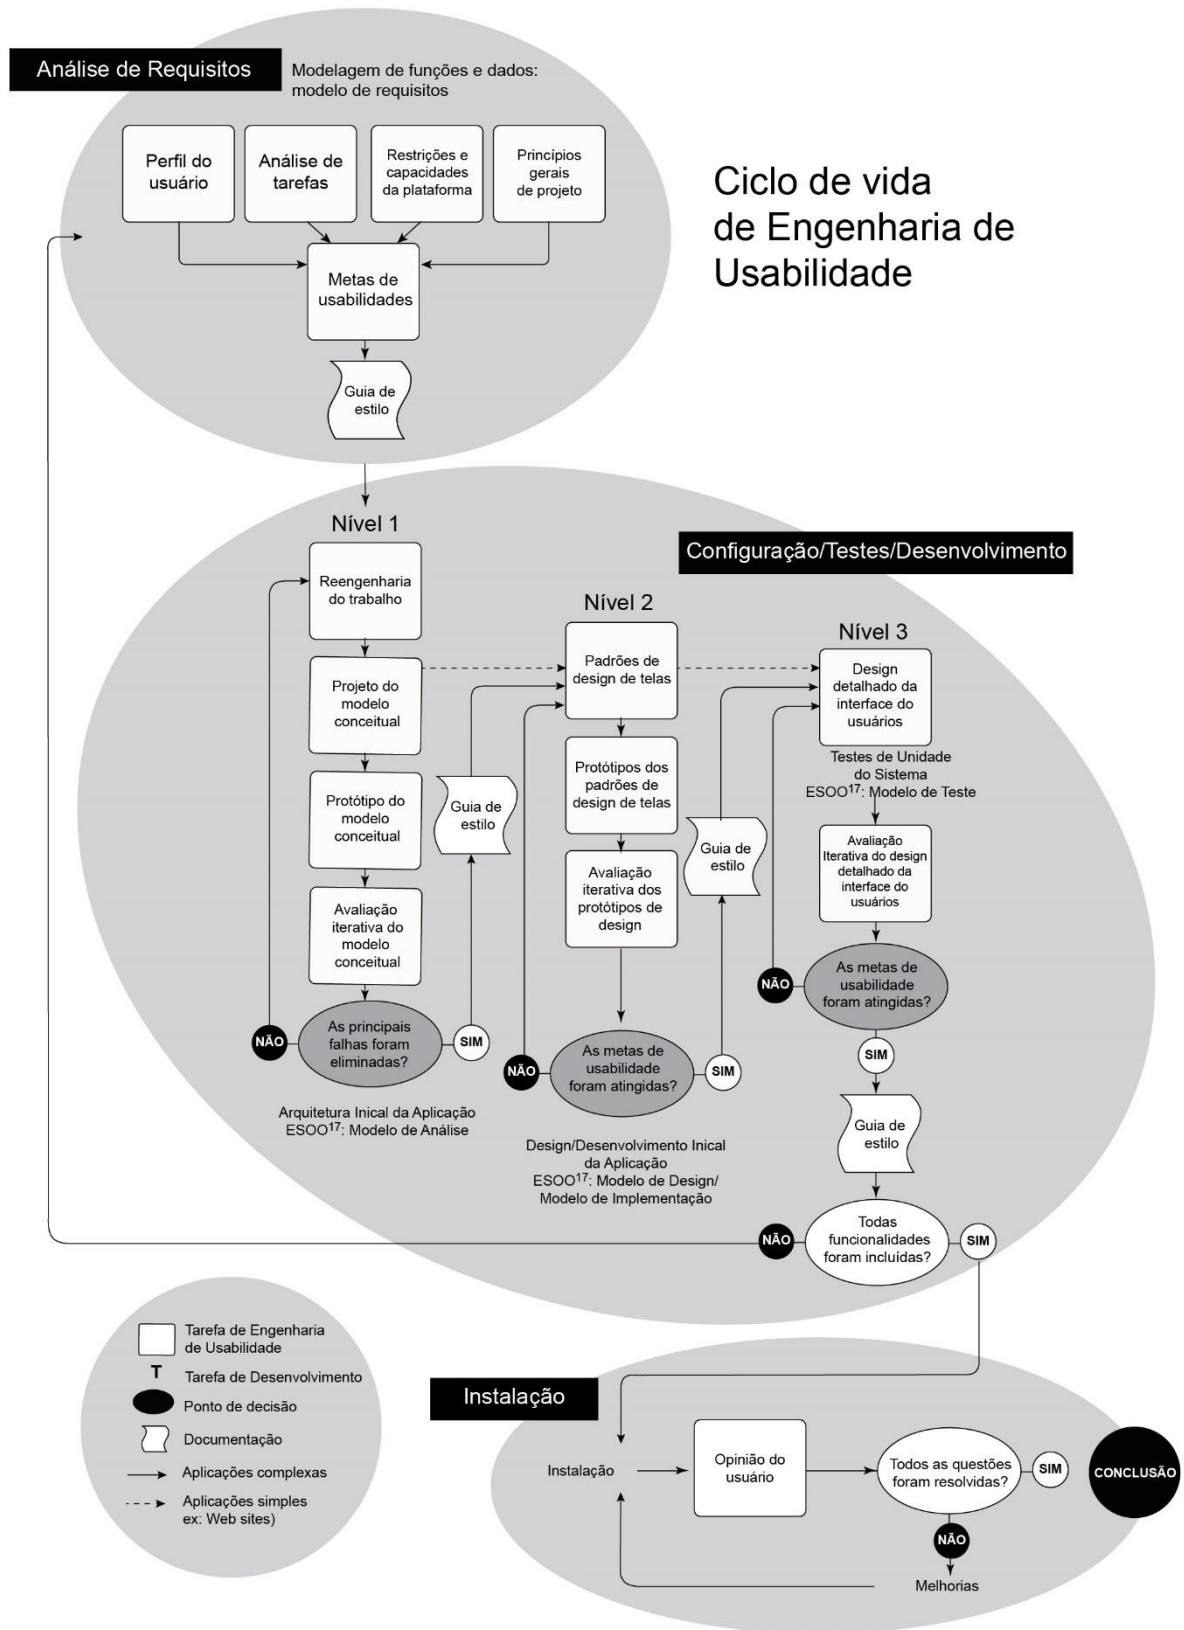 Análise de Requisitos
Modelagem de funções e dados:
modelo de requisitos
Perfil do
usuário
Análise de
tarefas
Restrições e
capacidades
da plataforma
Princípios
gerais
de projeto
Metas de
usabilidades
Guia de
estilo
Ciclo de vida
de Engenharia de
Usabilidade
Configuração/Testes/Desenvolvimento
Nível 1
Reengenharia
do trabalho
Projeto do
modelo
conceitual
Protótipo do
modelo
conceitual
Avaliação
iterativa do
modelo
conceitual
As principais
falhas foram
eliminadas?
NÃO
SIM
Guia de
estilo
Arquitetura Inical da Aplicação
ESOO17: Modelo de Análise
Nível 2
Padrões de
design de telas
Protótipos dos
padrões de
design de telas
Avaliação
iterativa dos
protótipos de
design
As metas de
usabilidade
foram atingidas?
NÃO
SIM
Guia de
estilo
Design/Desenvolvimento Inical
da Aplicação
ESOO17: Modelo de Design/
Modelo de Implementação
Nível 3
Design
detalhado da
interface do
usuários
Testes de Unidade
do Sistema
ESOO17: Modelo de Teste
Avaliação
Iterativa do design
detalhado da
interface do
usuários
As metas de
usabilidade
foram atingidas?
NÃO
SIM
Guia de
estilo
Todas
funcionalidades
foram incluídas?
NÃO
SIM
Tarefa de Engenharia
de Usabilidade
T
Tarefa de Desenvolvimento
Ponto de decisão
Documentação
Aplicações complexas
Aplicações simples
ex: Web sites)
Instalação
Instalação
Opinião do
usuário
Todos as questões
foram resolvidas?
SIM
CONCLUSÃO
NÃO
Melhorias